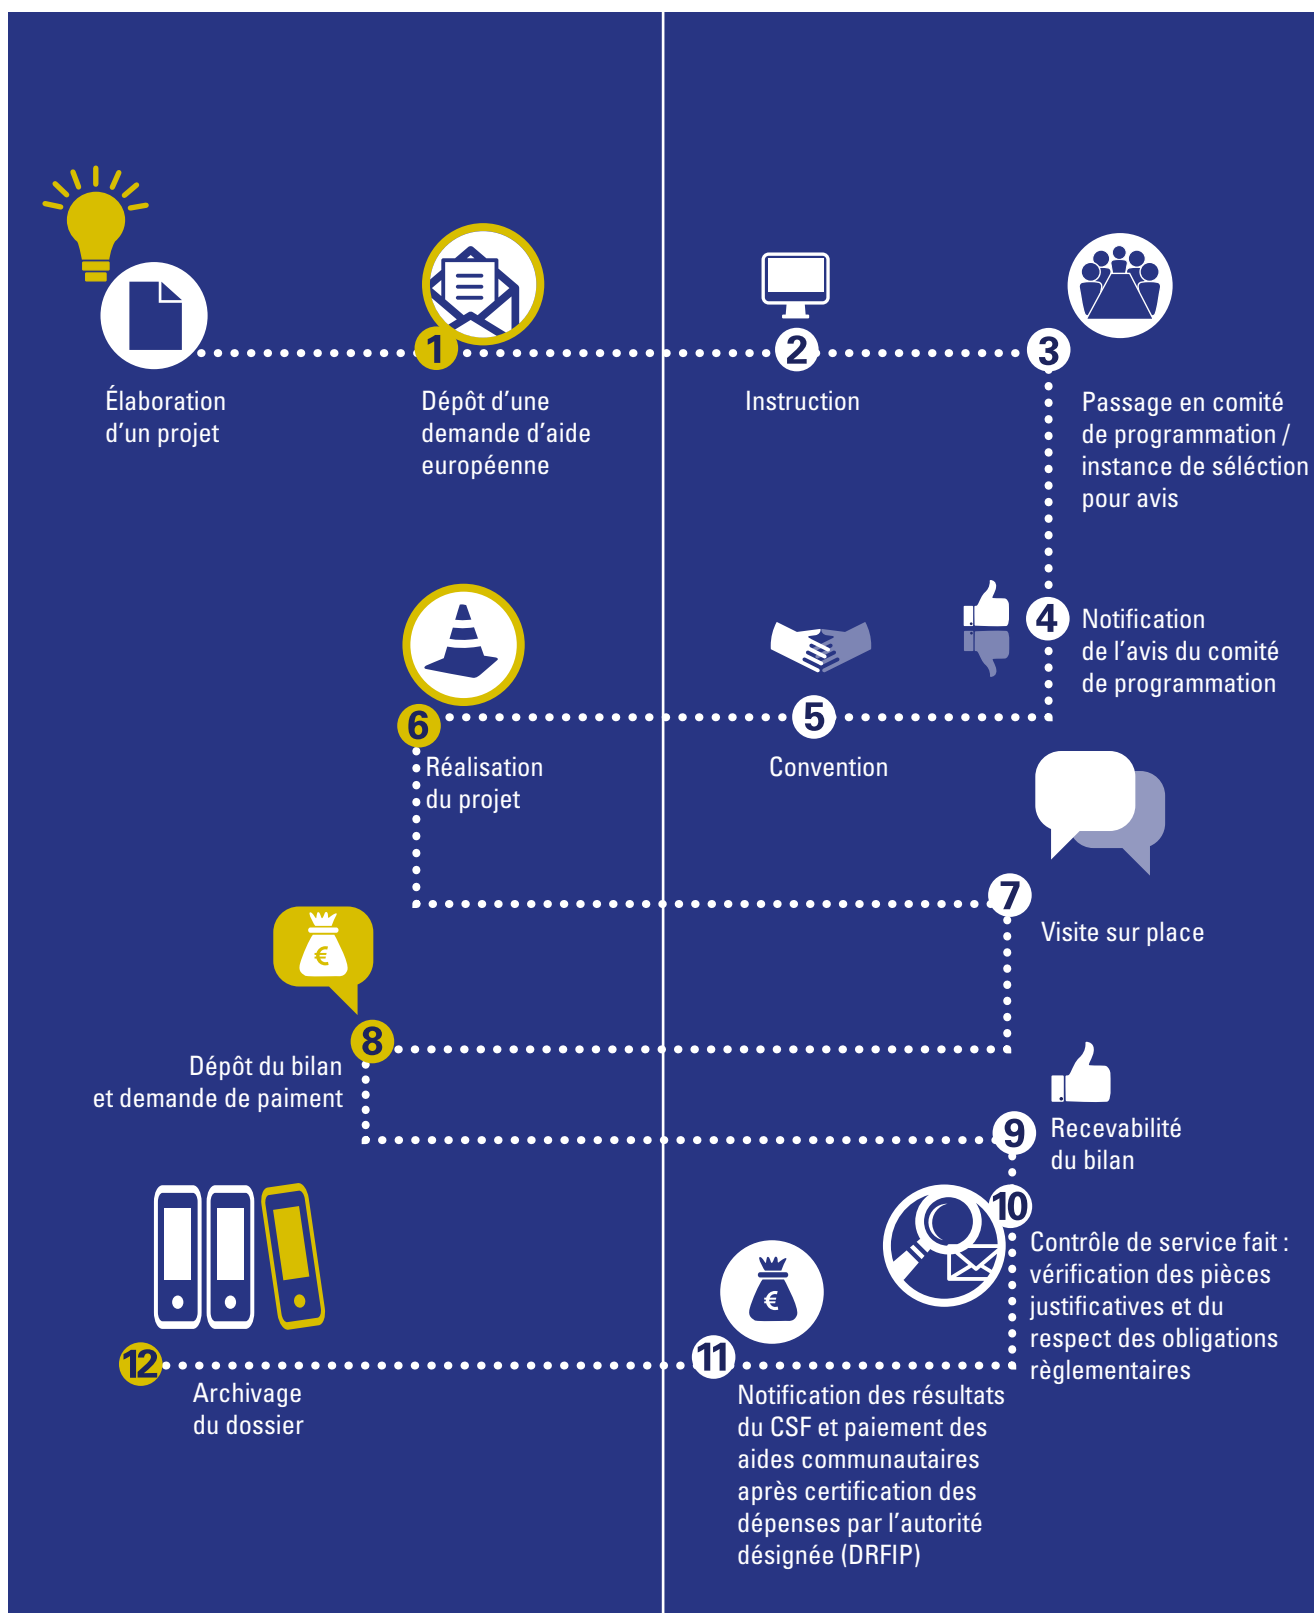 Élaboration
d'un projet
1
Dépôt d'une
demande d'aide
européenne
2
Instruction
3
Passage en comité
de programmation /
instance de séléction
pour avis
4
Notification
de l'avis du comité
de programmation
5
Convention
6
Réalisation
du projet
7
Visite sur place
€
8
Dépôt du bilan
et demande de paiment
9
Recevabilité
du bilan
10
Contrôle de service fait :
vérification des pièces
justificatives et du
respect des obligations
règlementaires
€
11
Notification des résultats
du CSF et paiement des
aides communautaires
après certification des
dépenses par l'autorité
désignée (DRFIP)
12
Archivage
du dossier